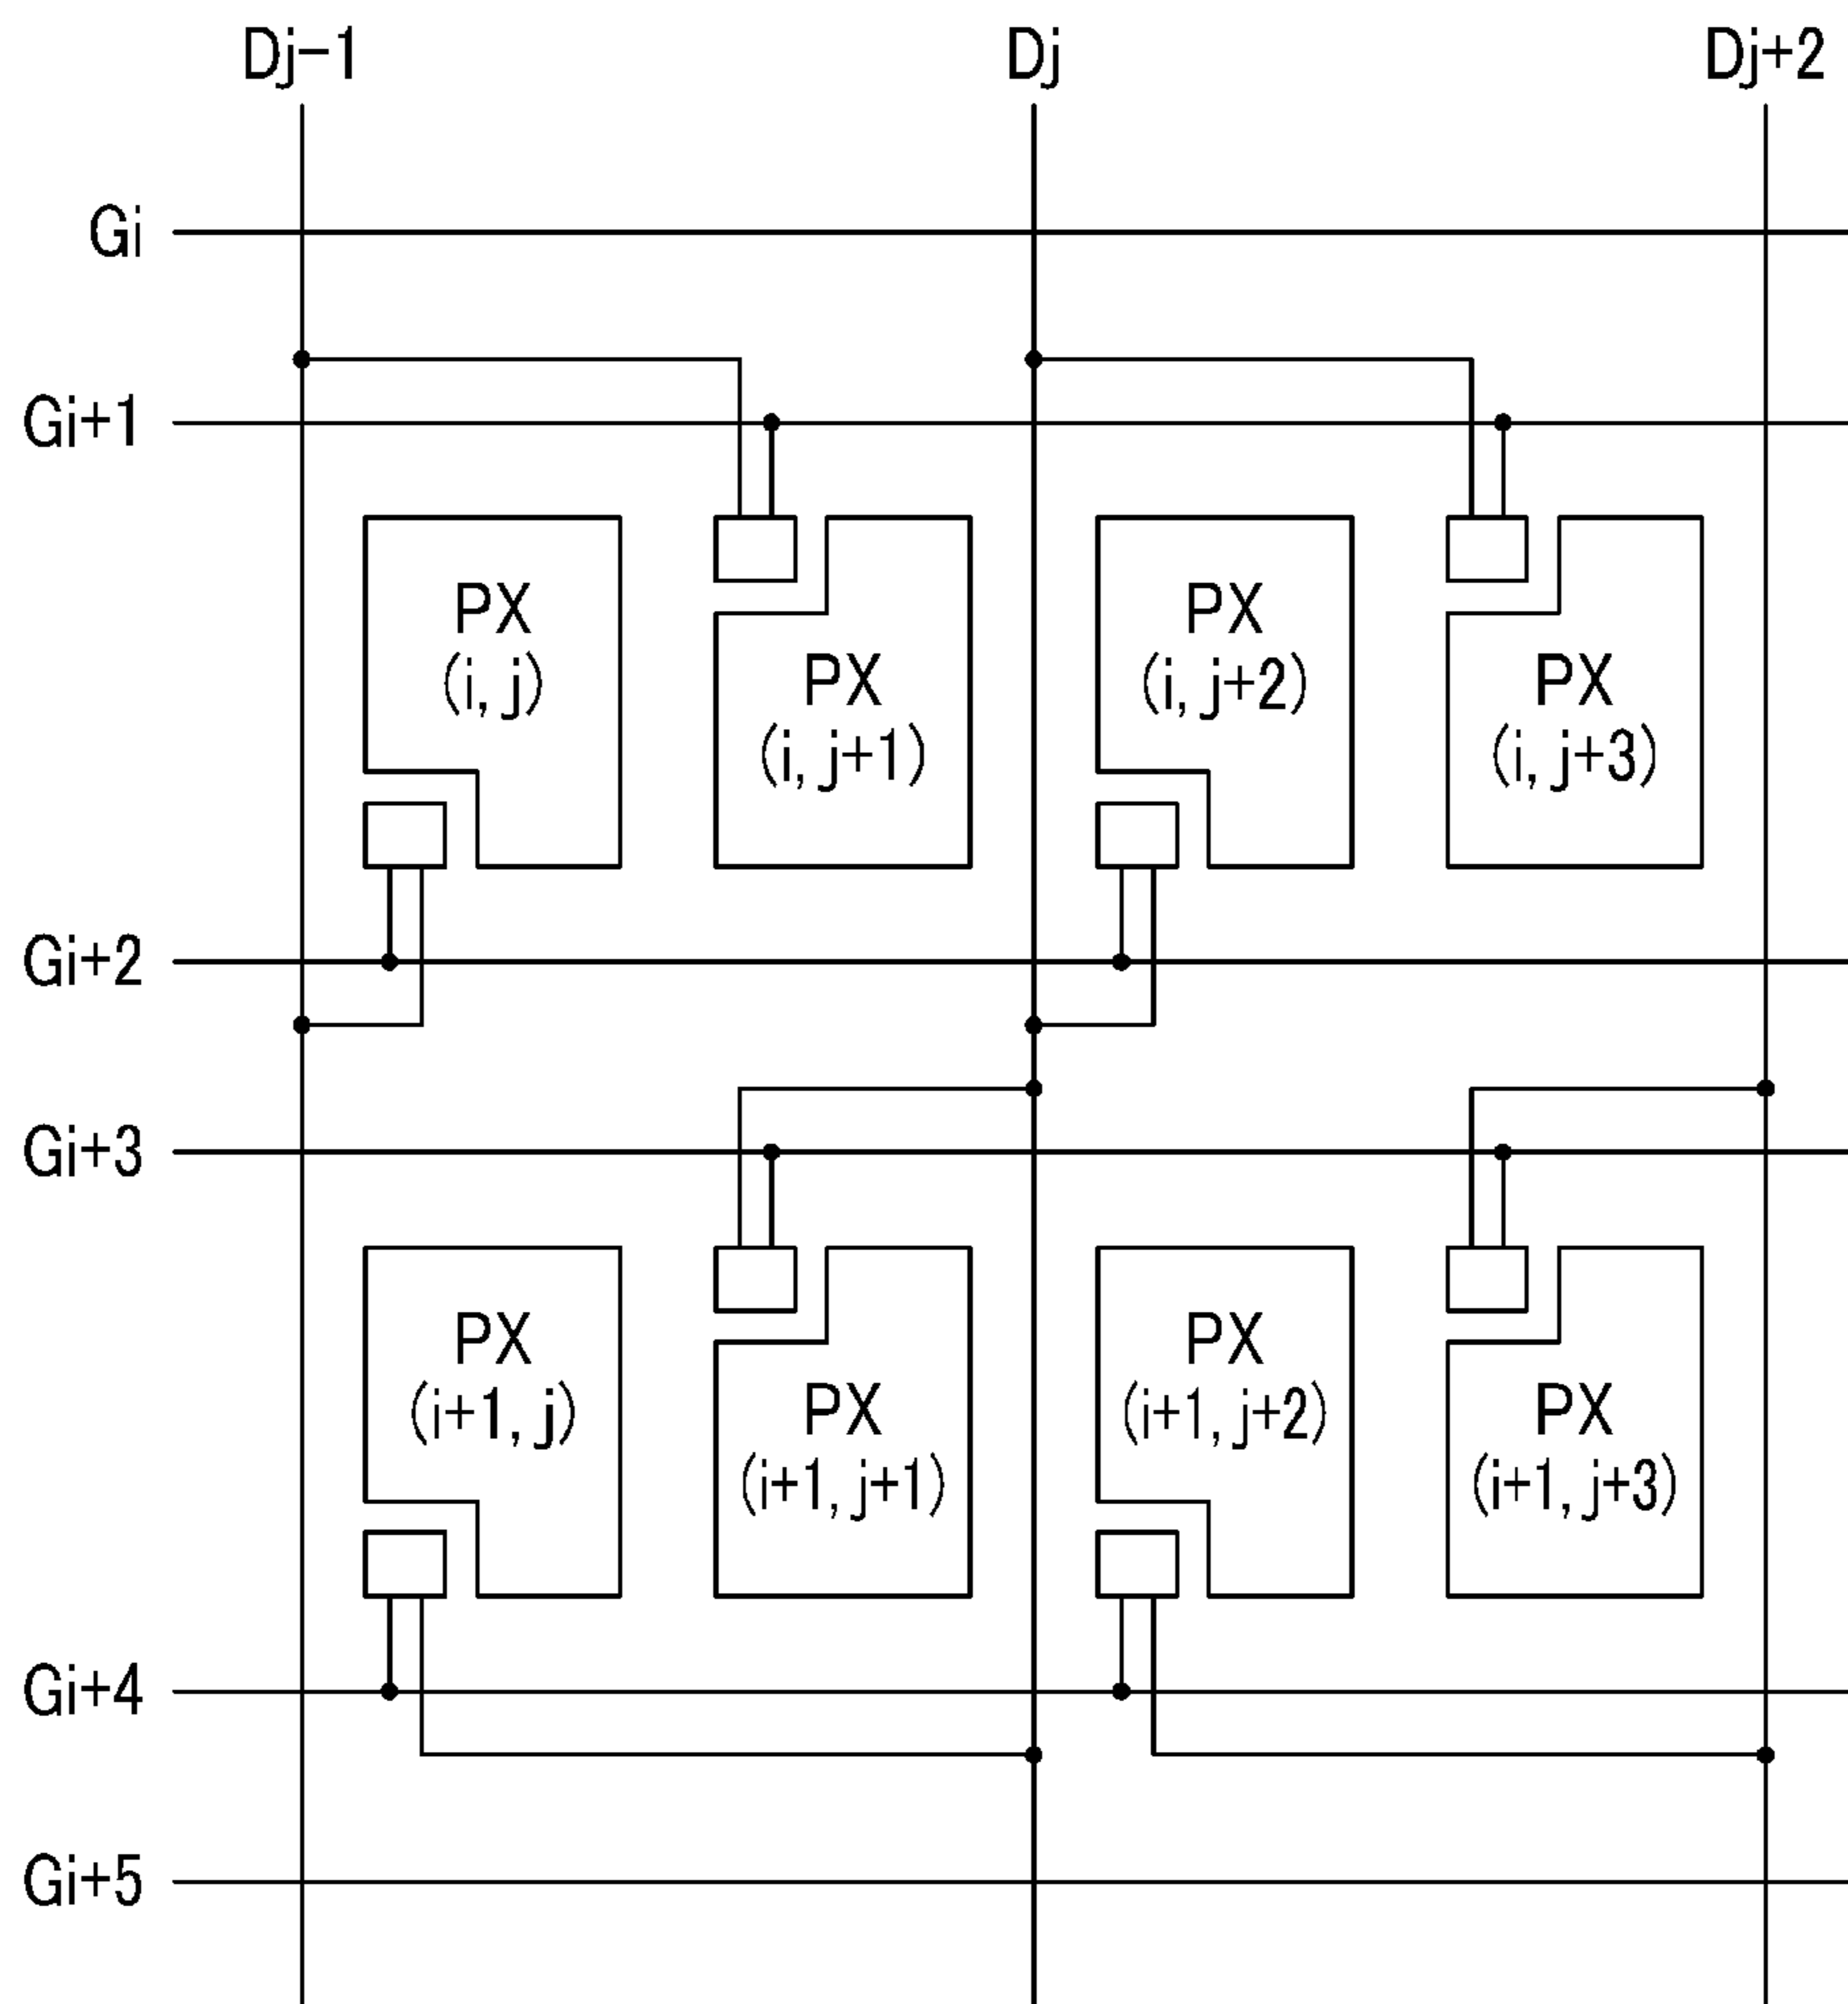 Dj-1
Dj
Dj+2
Gi
Gi+1
PX
(i, j)
PX
(i, j+1)
PX
(i, j+2)
PX
(i, j+3)
Gi+2
Gi+3
PX
(i+1, j)
PX
(i+1, j+1)
PX
(i+1, j+2)
PX
(i+1, j+3)
Gi+4
Gi+5